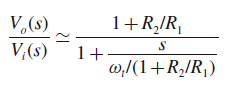 V_o(s)/V_i(s) ≃ (1 + R_2/R_1) / (1 + s/(ω_t/(1 + R_2/R_1)))